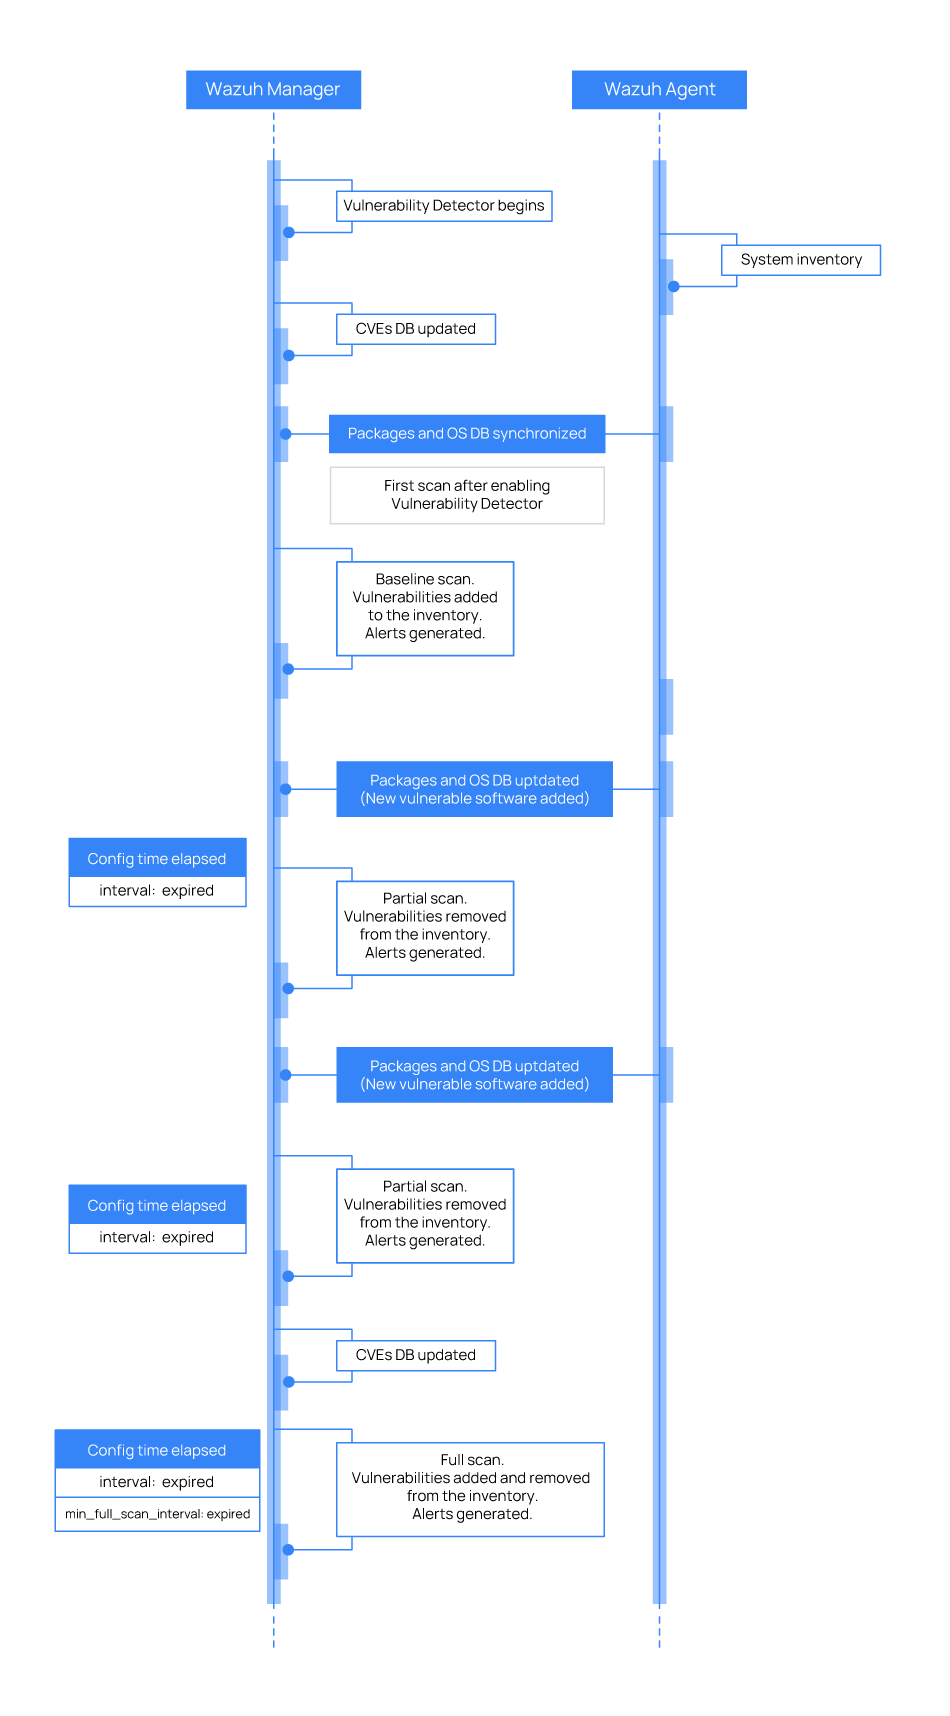 Wazuh Manager
Wazuh Agent
Vulnerability Detector begins
System inventory
CVEs DB updated
Packages and OS DB synchronized
First scan after enabling
Vulnerability Detector
Baseline scan.
Vulnerabilities added
to the inventory.
Alerts generated.
Packages and OS DB uptdated
(New vulnerable software added)
Config time elapsed
interval: expired
Partial scan.
Vulnerabilities removed
from the inventory.
Alerts generated.
Packages and OS DB uptdated
(New vulnerable software added)
Config time elapsed
interval: expired
Partial scan.
Vulnerabilities removed
from the inventory.
Alerts generated.
CVEs DB updated
Config time elapsed
interval: expired
min_full_scan_interval: expired
Full scan.
Vulnerabilities added and removed
from the inventory.
Alerts generated.